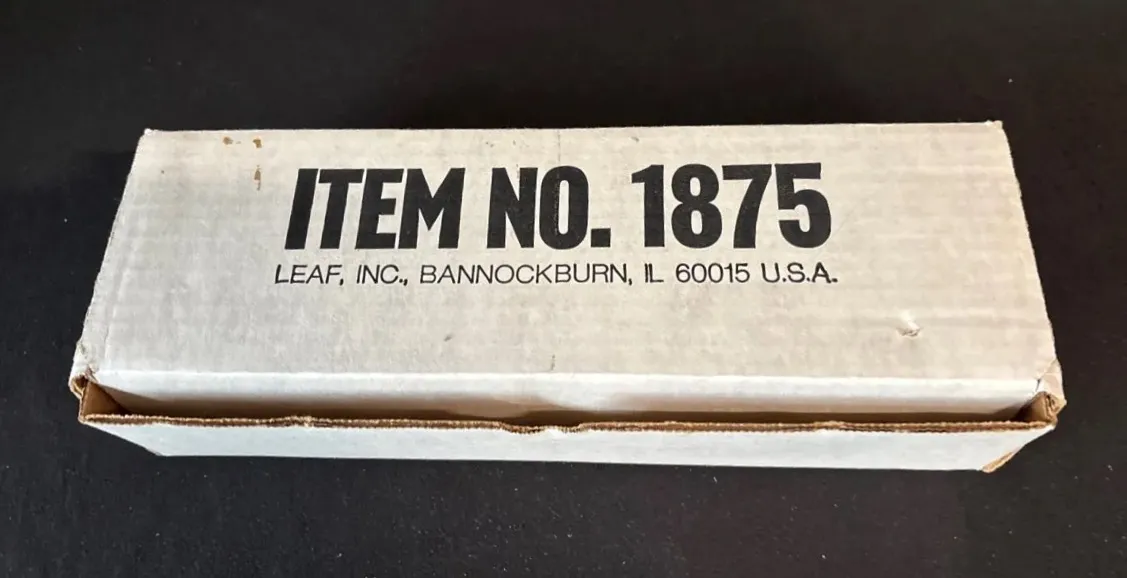 ITEM NO. 1875
LEAF, INC., BANNOCKBURN, IL 60015 U.S.A.